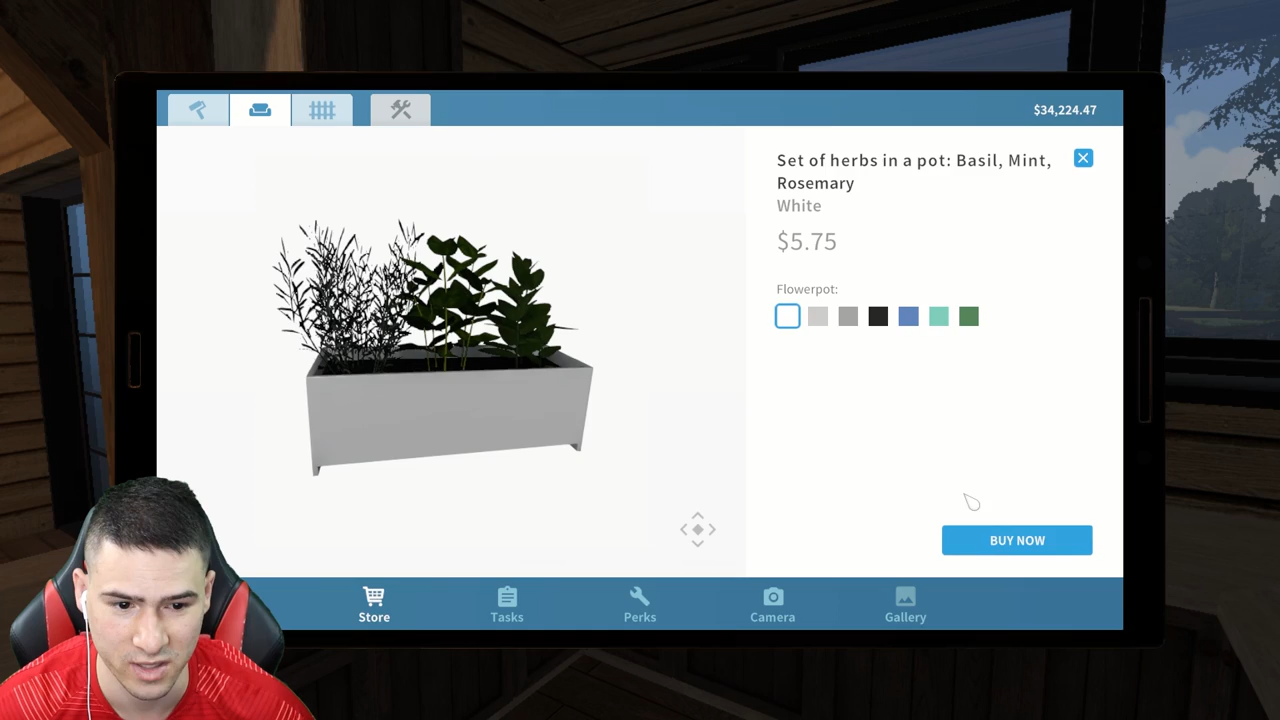 $34,224.47
Set of herbs in a pot: Basil, Mint,
Rosemary
White
$5.75
Flowerpot:
BUY NOW
Store
Tasks
Perks
Camera
Gallery